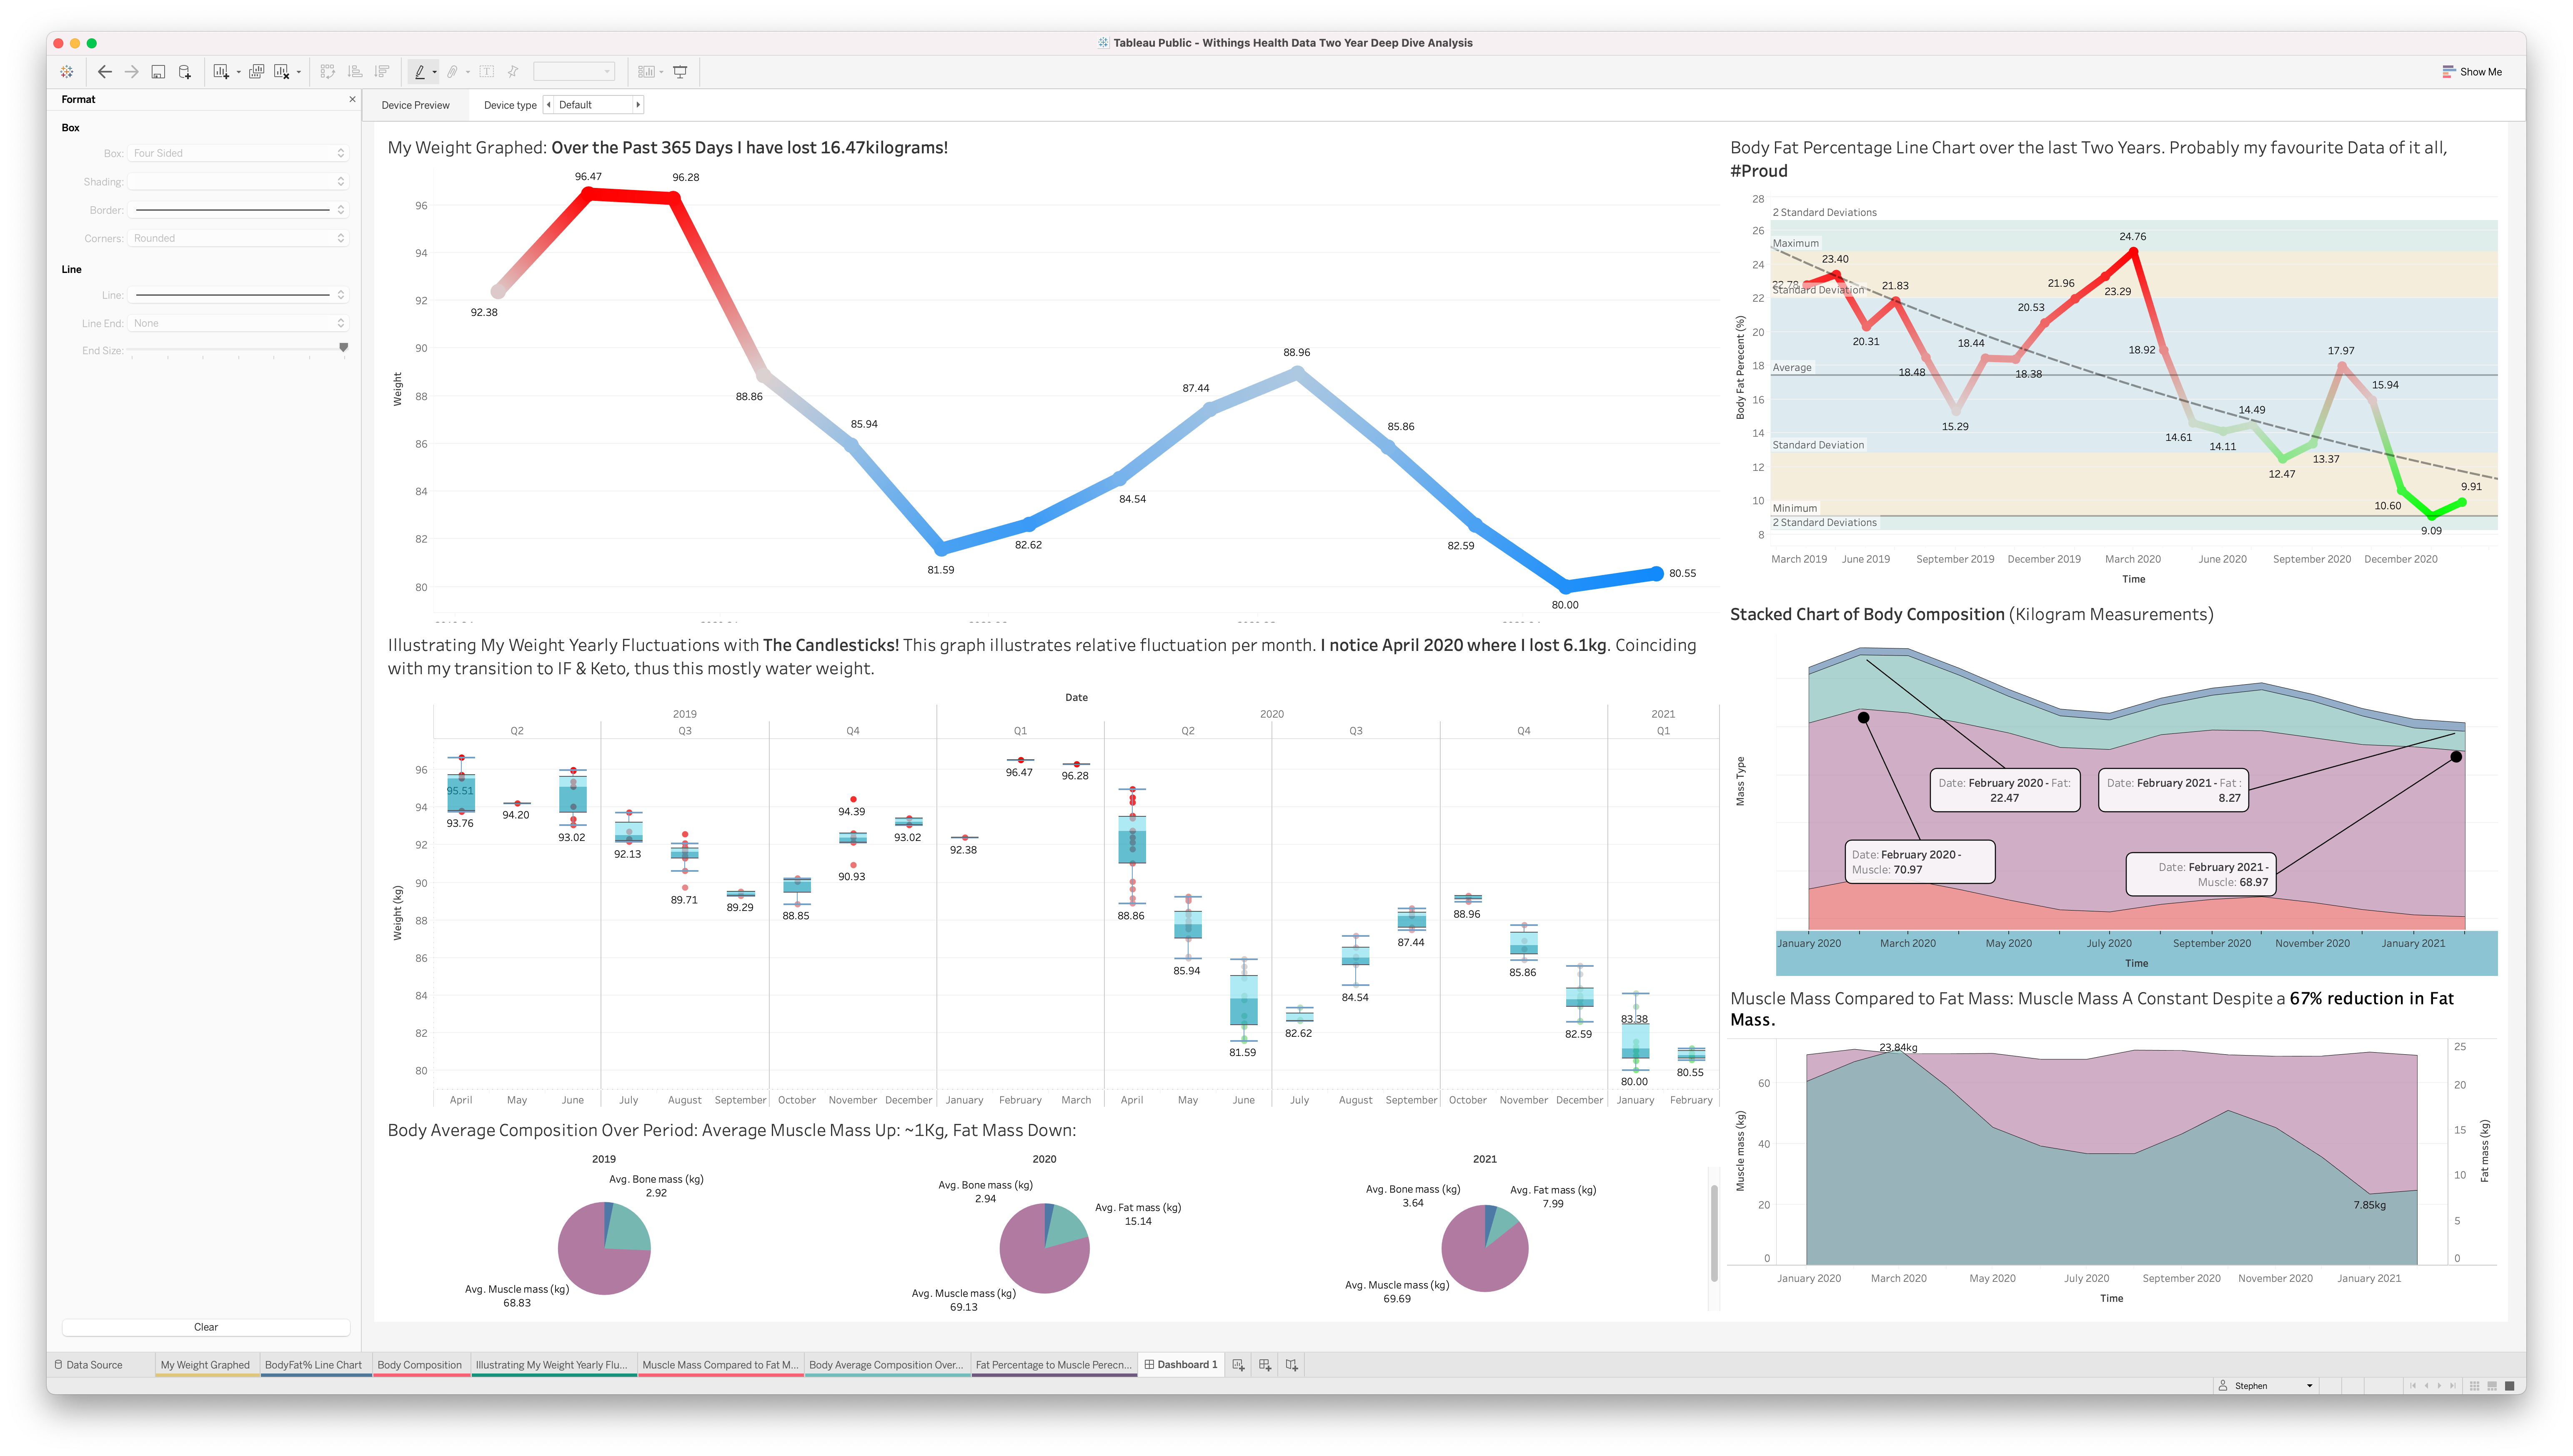 Tableau Public - Withings Health Data Two Year Deep Dive Analysis
Show Me
Format
Box
Box: Four Sided
Shading:
Border:
Corners: Rounded
Line
Line:
Line End: None
End Size:
Clear
Device Preview
Device type
Default
My Weight Graphed: Over the Past 365 Days I have lost 16.47kilograms!
Weight
96
94
92
90
88
86
84
82
80
92.38
96.47
96.28
88.86
85.94
81.59
82.62
84.54
87.44
88.96
85.86
82.59
80.00
80.55
Illustrating My Weight Yearly Fluctuations with The Candlesticks! This graph illustrates relative fluctuation per month. I notice April 2020 where I lost 6.1kg. Coinciding
with my transition to IF & Keto, thus this mostly water weight.
Date
2019
2020
2021
Q2 Q3 Q4 Q1 Q2 Q3 Q4 Q1
Weight (kg)
96
94
92
90
88
86
84
82
80
95.51
93.76
94.20
93.02
92.13
89.71
89.29
88.85
94.39
90.93
93.02
92.38
96.47
96.28
88.86
85.94
81.59
82.62
84.54
87.44
88.96
85.86
82.59
83.38
80.00
80.55
April May June July August September October November December January February March April May June July August September October November December January February
Body Average Composition Over Period: Average Muscle Mass Up: ~1Kg, Fat Mass Down:
2019
Avg. Bone mass (kg)
2.92
Avg. Muscle mass (kg)
68.83
2020
Avg. Bone mass (kg)
2.94
Avg. Fat mass (kg)
15.14
Avg. Muscle mass (kg)
69.13
2021
Avg. Bone mass (kg)
3.64
Avg. Fat mass (kg)
7.99
Avg. Muscle mass (kg)
69.69
Body Fat Percentage Line Chart over the last Two Years. Probably my favourite Data of it all,
#Proud
Body Fat Perecent (%)
28
26
24
22
20
18
16
14
12
10
8
2 Standard Deviations
Maximum
Standard Deviation
Average
Standard Deviation
Minimum
2 Standard Deviations
22.78
23.40
20.31
21.83
18.48
15.29
18.44
18.38
20.53
21.96
23.29
24.76
18.92
14.61
14.11
14.49
12.47
13.37
17.97
15.94
10.60
9.09
9.91
March 2019 June 2019 September 2019 December 2019 March 2020 June 2020 September 2020 December 2020
Time
Stacked Chart of Body Composition (Kilogram Measurements)
Mass Type
Date: February 2020 - Fat:
22.47
Date: February 2021 - Fat :
8.27
Date: February 2020 -
Muscle: 70.97
Date: February 2021 -
Muscle: 68.97
January 2020 March 2020 May 2020 July 2020 September 2020 November 2020 January 2021
Time
Muscle Mass Compared to Fat Mass: Muscle Mass A Constant Despite a 67% reduction in Fat
Mass.
Muscle mass (kg)
60
40
20
0
23.84kg
7.85kg
25
20
15
10
5
0
Fat mass (kg)
January 2020 March 2020 May 2020 July 2020 September 2020 November 2020 January 2021
Time
Data Source
My Weight Graphed
BodyFat% Line Chart
Body Composition
Illustrating My Weight Yearly Flu...
Muscle Mass Compared to Fat M...
Body Average Composition Over...
Fat Percentage to Muscle Perecn...
Dashboard 1
Stephen